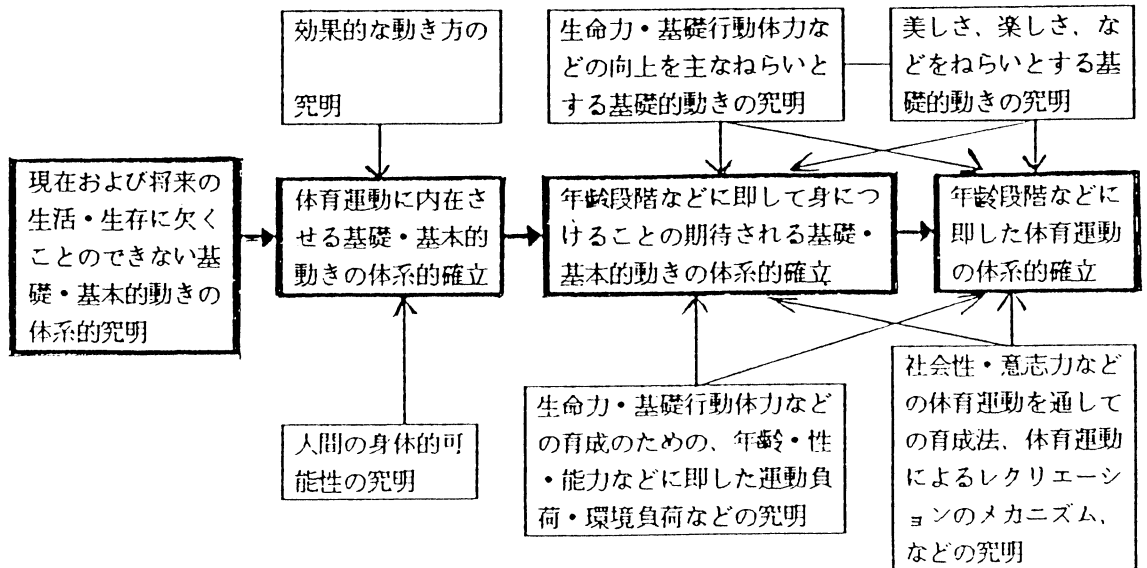 効果的な動き方の
究明
生命力・基礎行動体力な
どの向上を主なねらいと
する基礎的動きの究明
美しさ、楽しさ、な
どをねらいとする基
礎的動きの究明
現在および将来の
生活・生存に欠く
ことのできない基
礎・基本的動きの
体系的究明
体育運動に内在さ
せる基礎・基本的
動きの体系的確立
年齢段階などに即して身につ
けることの期待される基礎・
基本的動きの体系的確立
年齢段階などに
即した体育運動
の体系的確立
人間の身体的可
能性の究明
生命力・基礎行動体力など
の育成のための、年齢・性
・能力などに即した運動負
荷・環境負荷などの究明
社会性・意志力など
の体育運動を通して
の育成法、体育運動
によるレクリエーシ
ョンのメカニズム、
などの究明